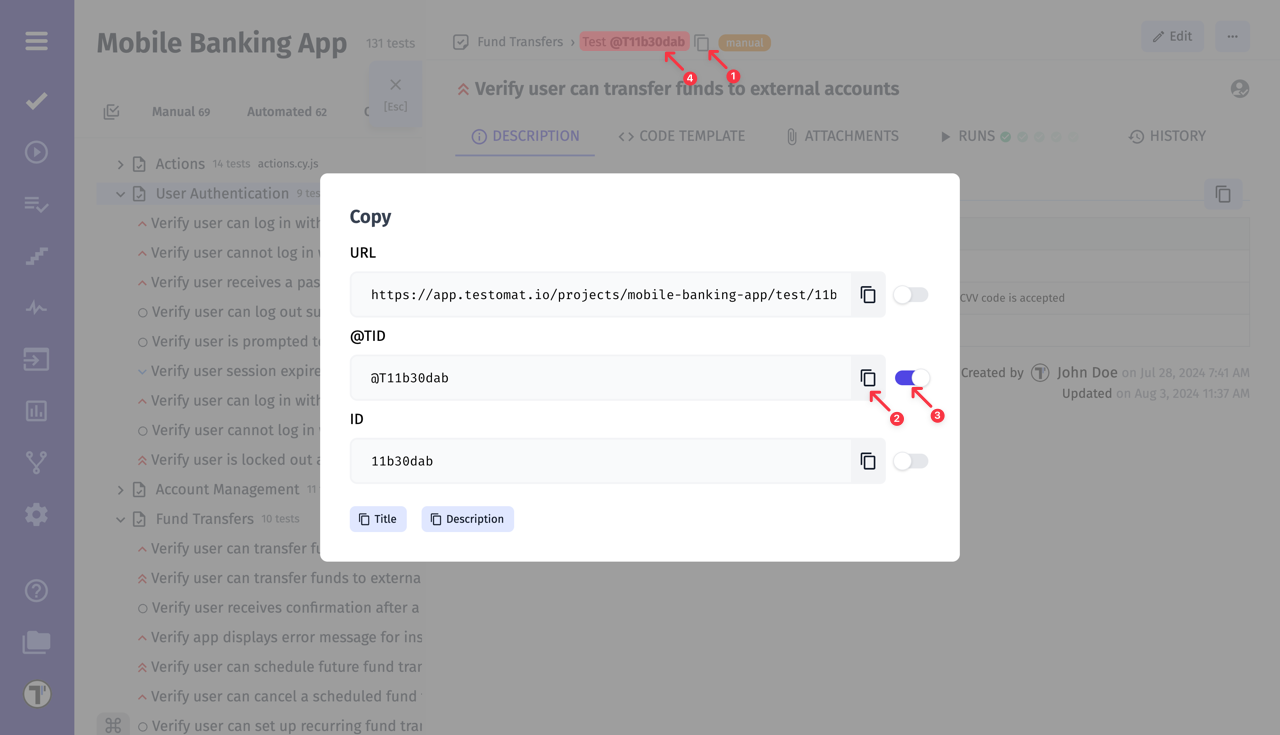 Mobile Banking App
131 tests
Fund Transfers › Test @T11b30dab
manual
Edit
4
1
[Esc]
Verify user can transfer funds to external accounts
Manual 69
Automated 62
DESCRIPTION
CODE TEMPLATE
ATTACHMENTS
RUNS
HISTORY
Actions 14 tests actions.cy.js
User Authentication 9 tes
Verify user can log in with
Verify user cannot log in
Verify user receives a pas
Verify user can log out su
Verify user is prompted to
Verify user session expire
Verify user can log in with
Verify user cannot log in
Verify user is locked out a
Account Management 11
Fund Transfers 10 tests
Verify user can transfer fu
Verify user can transfer funds to externa
Verify user receives confirmation after a
Verify app displays error message for ins
Verify user can schedule future fund tran
Verify user can cancel a scheduled fund
Verify user can set up recurring fund tra
Copy
URL
https://app.testomat.io/projects/mobile-banking-app/test/11b
@TID
@T11b30dab
2
3
ID
11b30dab
Title
Description
CVV code is accepted
Created by John Doe on Jul 28, 2024 7:41 AM
Updated on Aug 3, 2024 11:37 AM